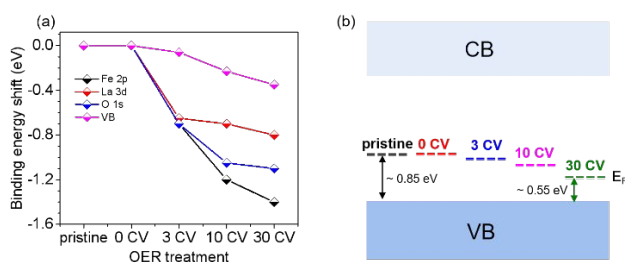 (a)
Binding energy shift (eV)
0.0
-0.4
-0.8
-1.2
-1.6
Fe 2p
La 3d
O 1s
VB
pristine 0 CV 3 CV 10 CV 30 CV
OER treatment
(b)
CB
pristine 0 CV 3 CV 10 CV 30 CV
~ 0.85 eV
~ 0.55 eV
VB